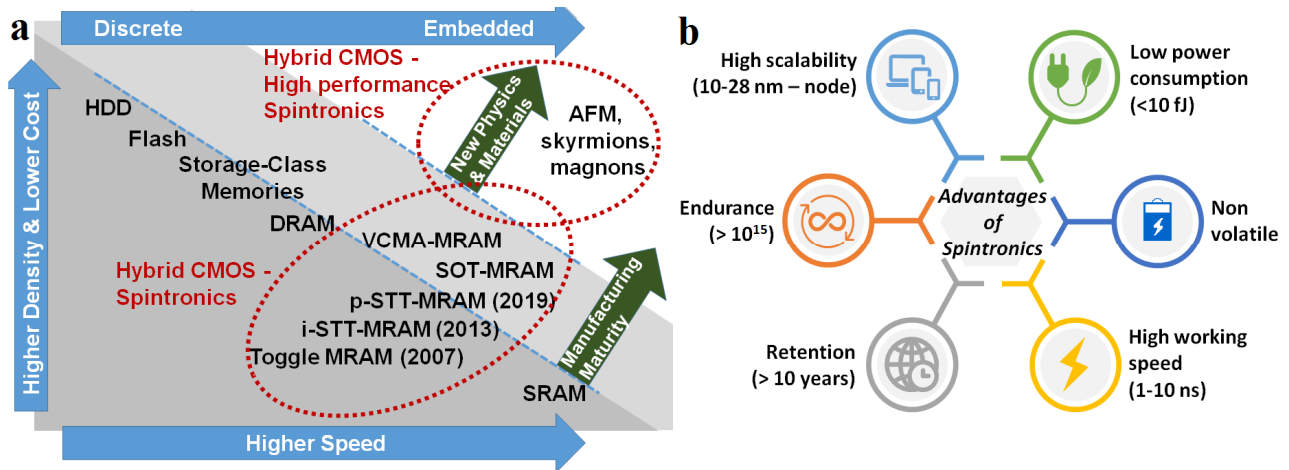 a
Discrete
Embedded
Higher Density & Lower Cost
Hybrid CMOS -
High performance
Spintronics
HDD
Flash
Storage-Class
Memories
DRAM
New Physics
& Materials
AFM,
skyrmions,
magnons
VCMA-MRAM
SOT-MRAM
p-STT-MRAM (2019)
i-STT-MRAM (2013)
Toggle MRAM (2007)
Hybrid CMOS -
Spintronics
Manufacturing
Maturity
SRAM
Higher Speed
b
High scalability
(10-28 nm – node)
Low power
consumption
(<10 fJ)
Endurance
(> 10¹⁵)
Advantages
of
Spintronics
Non
volatile
Retention
(> 10 years)
High working
speed
(1-10 ns)